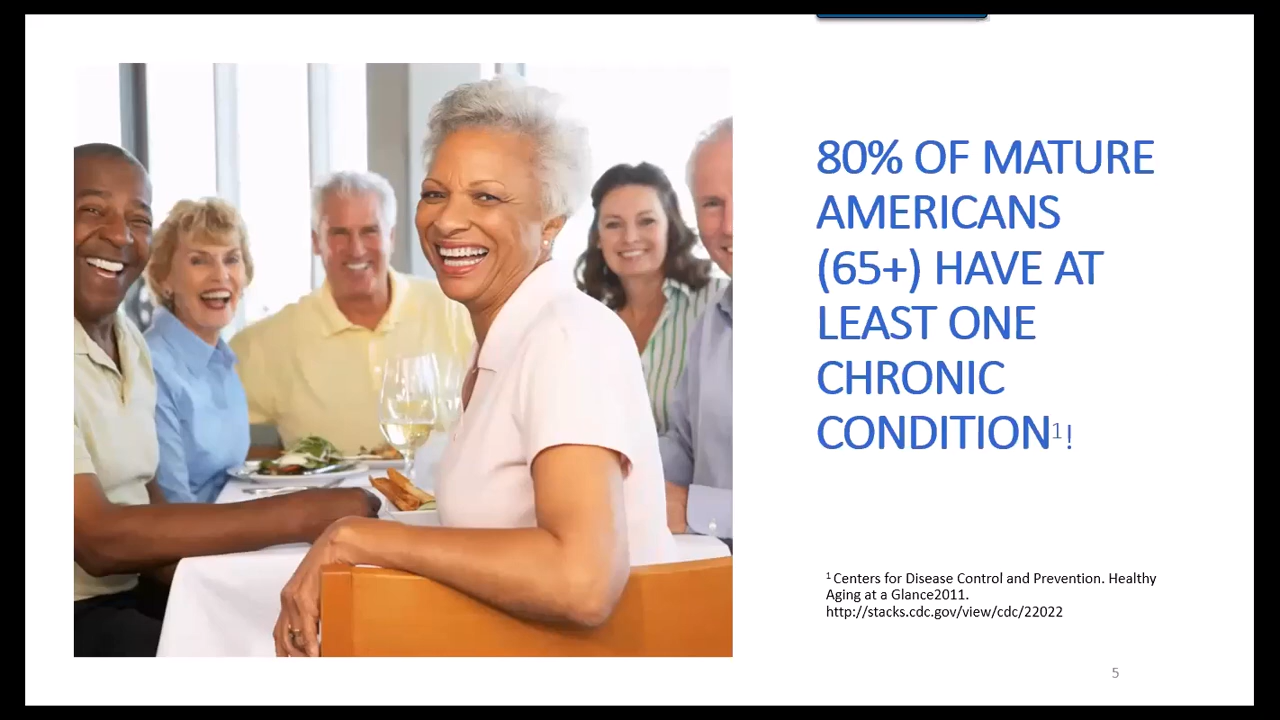 80% OF MATURE
AMERICANS
(65+) HAVE AT
LEAST ONE
CHRONIC
CONDITION¹!
¹ Centers for Disease Control and Prevention. Healthy
Aging at a Glance2011.
http://stacks.cdc.gov/view/cdc/22022
5